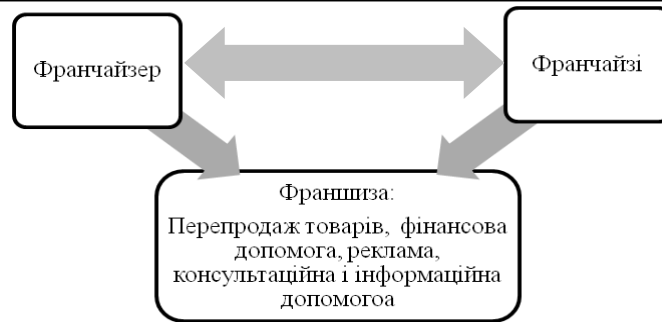 Франчайзер
Франчайзі
Франшиза:
Перепродаж товарів, фінансова
допомога, реклама,
консультаційна і інформаційна
допомогоа